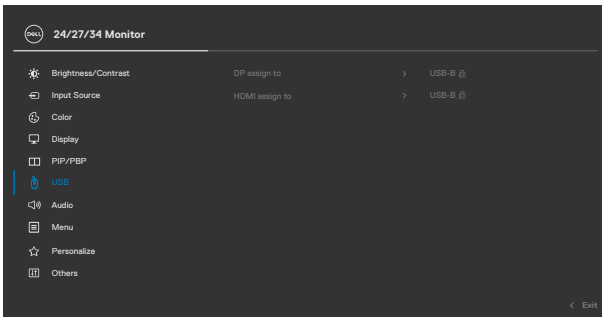 DELL 24/27/34 Monitor
Brightness/Contrast DP assign to > USB-B
Input Source HDMI assign to > USB-B
Color
Display
PIP/PBP
USB
Audio
Menu
Personalize
Others
< Exit